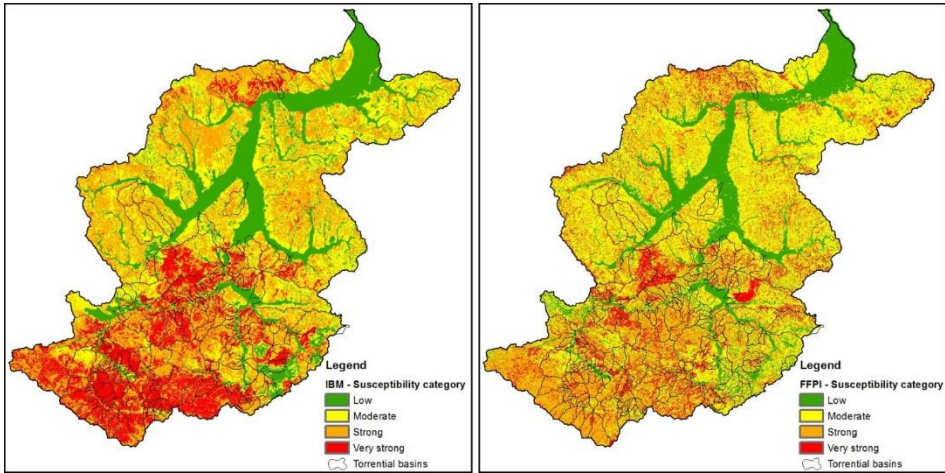 Legend
IBM - Susceptibility category
Low
Moderate
Strong
Very strong
Torrential basins
Legend
FFPI - Susceptibility category
Low
Moderate
Strong
Very strong
Torrential basins